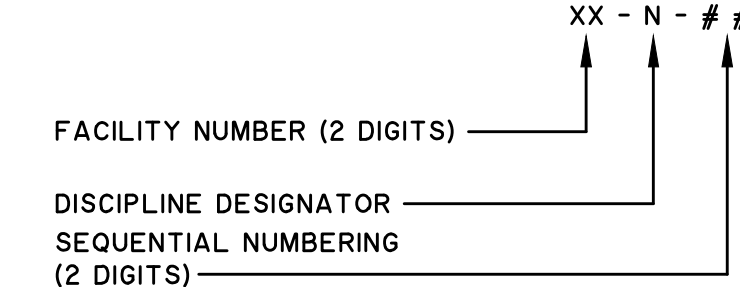 XX - N - #
FACILITY NUMBER (2 DIGITS)
DISCIPLINE DESIGNATOR
SEQUENTIAL NUMBERING
(2 DIGITS)